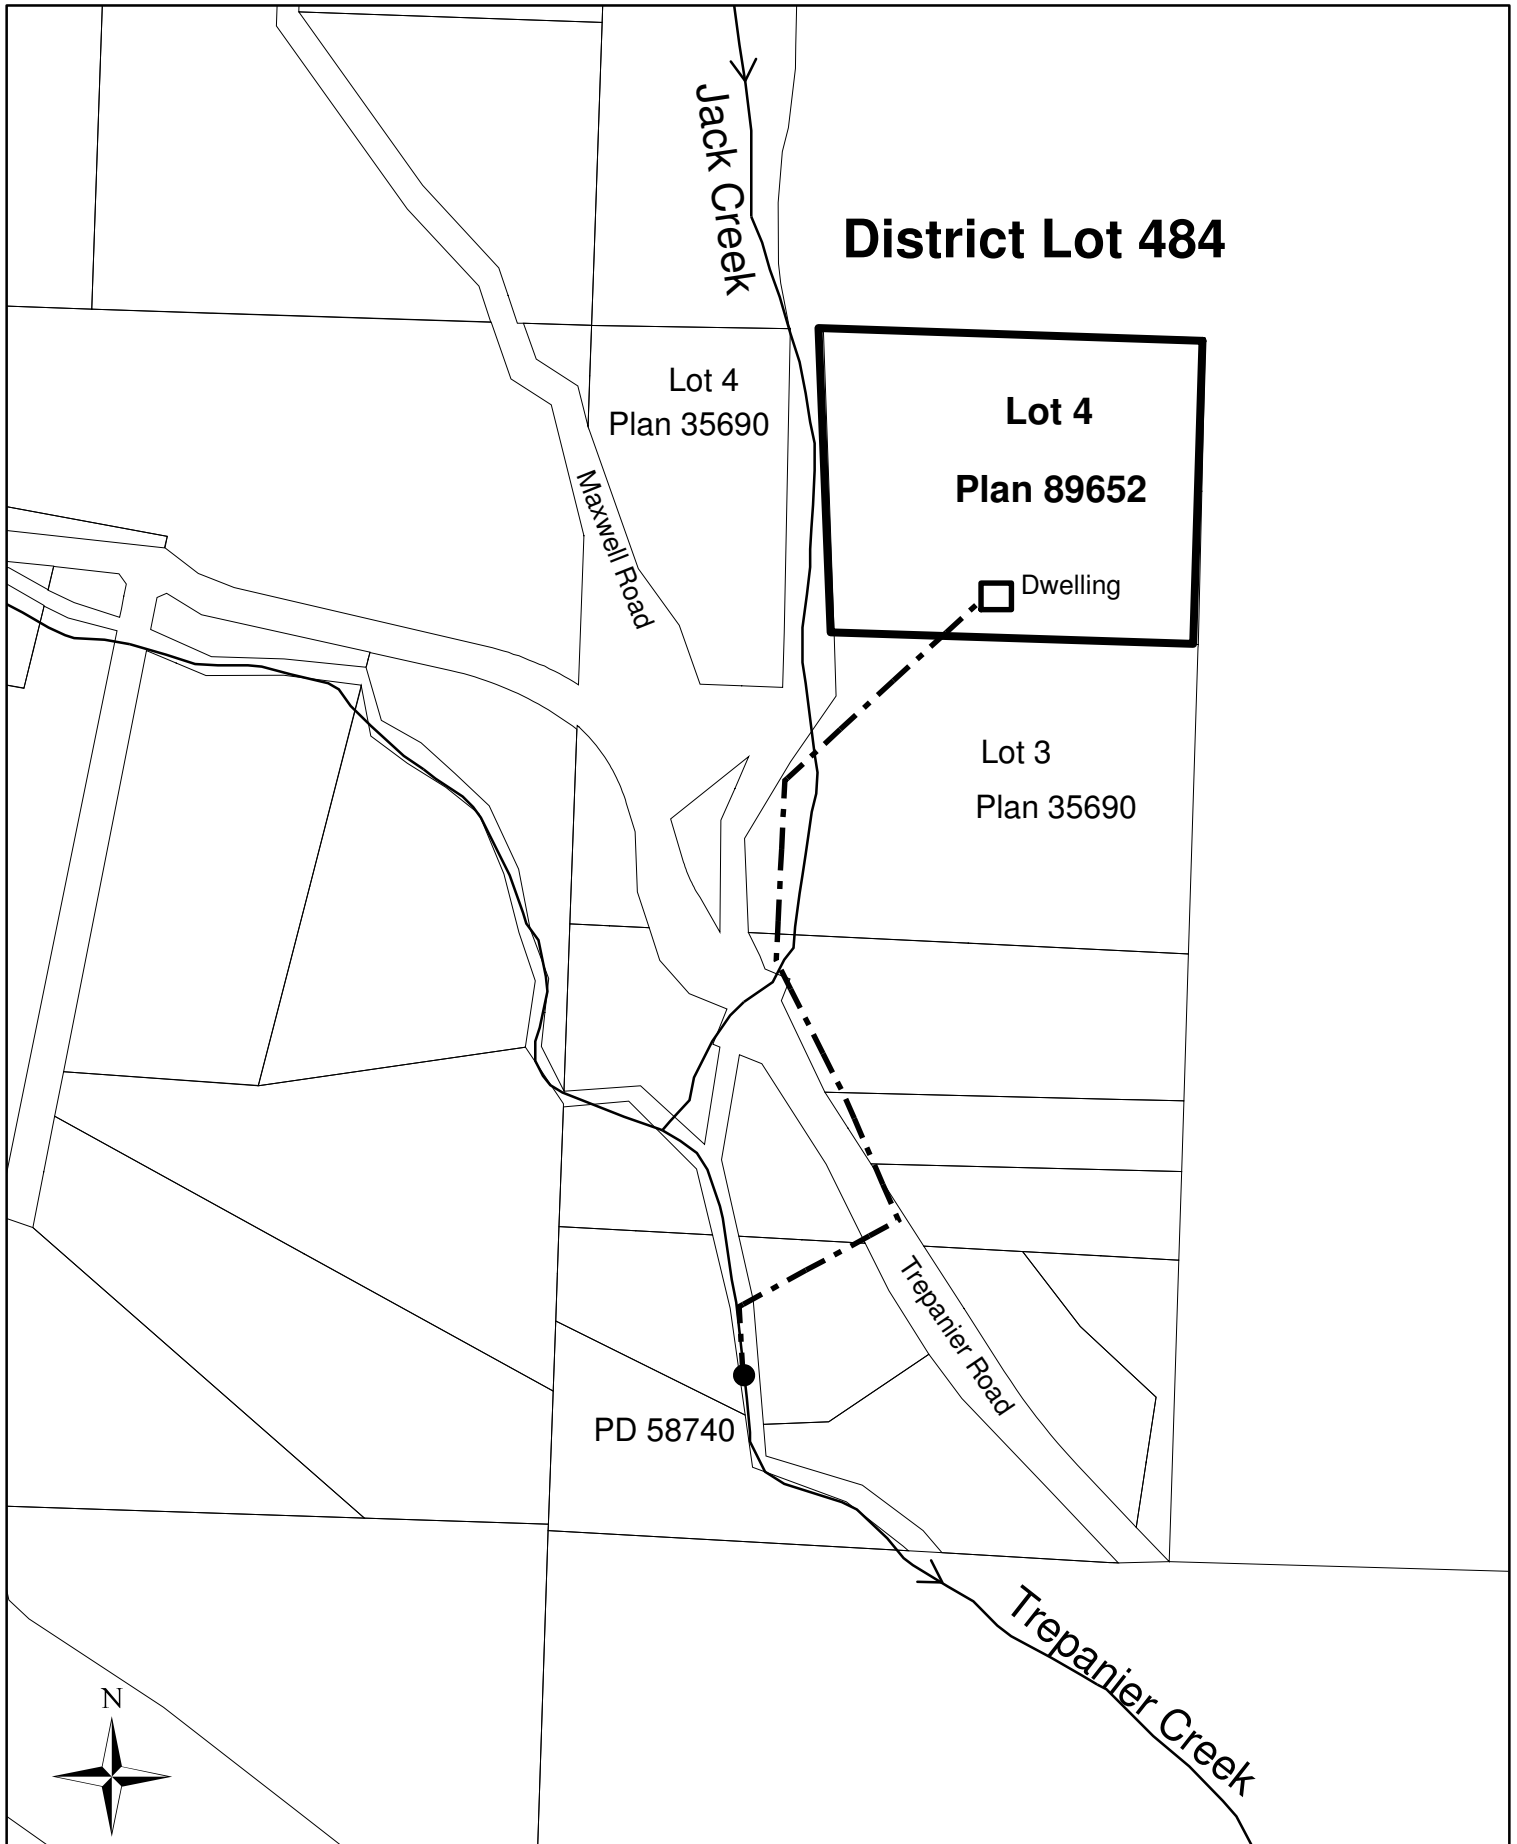 Jack Creek
District Lot 484
Lot 4
Plan 35690
Lot 4
Plan 89652
Maxwell Road
Dwelling
Lot 3
Plan 35690
Trepanier Road
PD 58740
Trepanier Creek
N